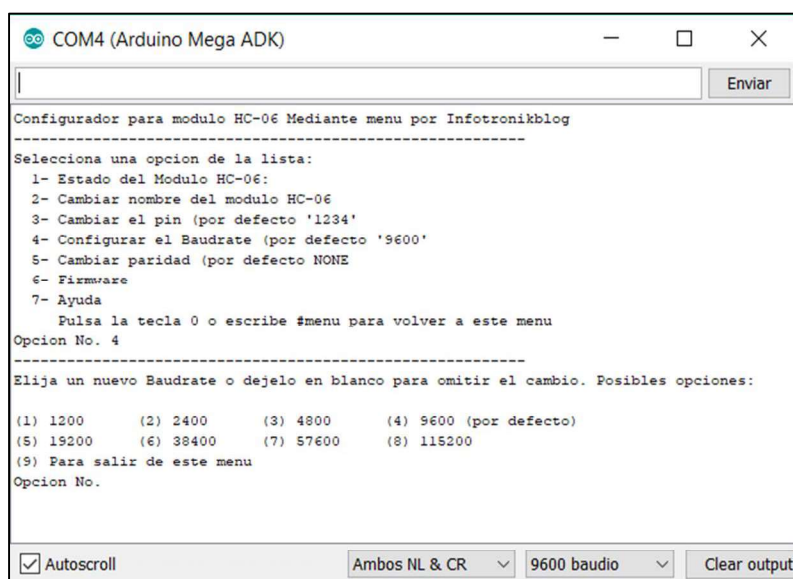 COM4 (Arduino Mega ADK)
Enviar
Configurador para modulo HC-06 Mediante menu por Infotronikblog
---------------------------------------------------------------
Selecciona una opcion de la lista:
1- Estado del Modulo HC-06:
2- Cambiar nombre del modulo HC-06
3- Cambiar el pin (por defecto '1234'
4- Configurar el Baudrate (por defecto '9600'
5- Cambiar paridad (por defecto NONE
6- Firmware
7- Ayuda
Pulsa la tecla 0 o escribe #menu para volver a este menu
Opcion No. 4
---------------------------------------------------------------
Elija un nuevo Baudrate o dejelo en blanco para omitir el cambio. Posibles opciones:
(1) 1200 (2) 2400 (3) 4800 (4) 9600 (por defecto)
(5) 19200 (6) 38400 (7) 57600 (8) 115200
(9) Para salir de este menu
Opcion No.
Autoscroll Ambos NL & CR 9600 baudio Clear output